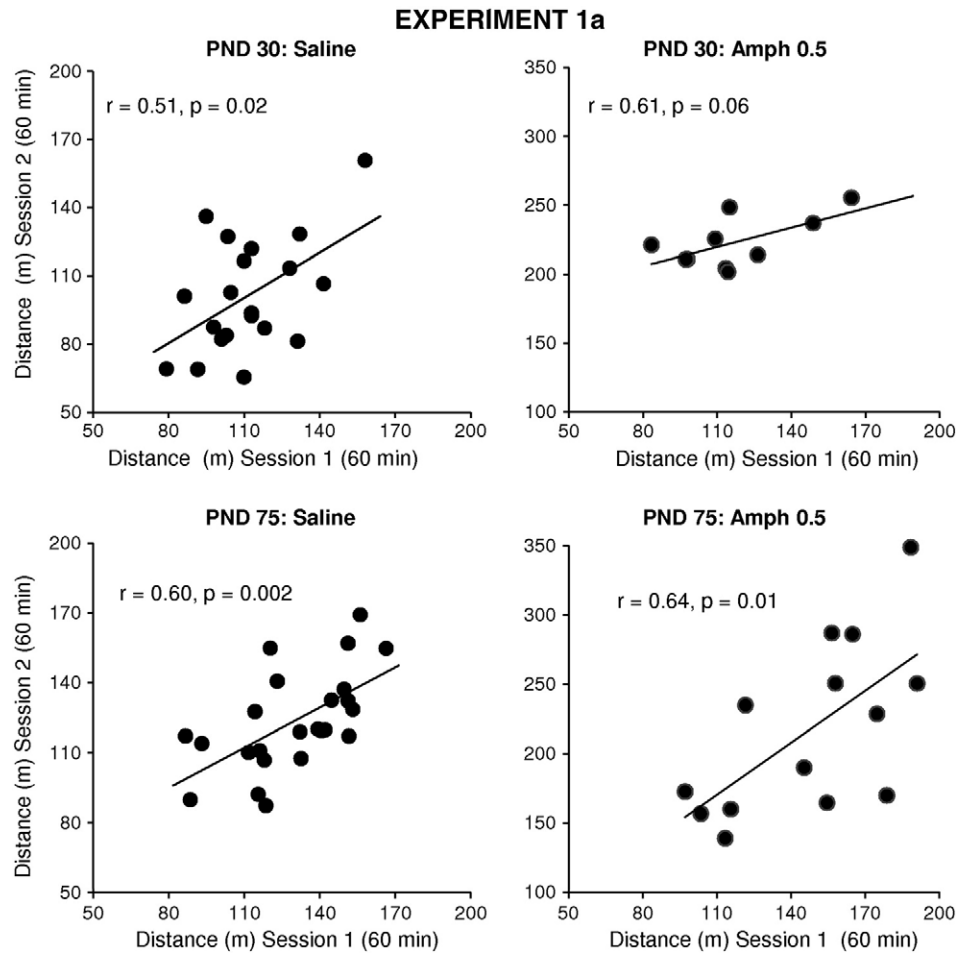 EXPERIMENT 1a
PND 30: Saline
200
170
140
110
80
50
50 80 110 140 170 200
r = 0.51, p = 0.02
Distance (m) Session 2 (60 min)
Distance (m) Session 1 (60 min)
PND 30: Amph 0.5
350
300
250
200
150
100
50 80 110 140 170 200
r = 0.61, p = 0.06
Distance (m) Session 1 (60 min)
PND 75: Saline
200
170
140
110
80
50
50 80 110 140 170 200
r = 0.60, p = 0.002
Distance (m) Session 2 (60 min)
Distance (m) Session 1 (60 min)
PND 75: Amph 0.5
350
300
250
200
150
100
50 80 110 140 170 200
r = 0.64, p = 0.01
Distance (m) Session 1 (60 min)